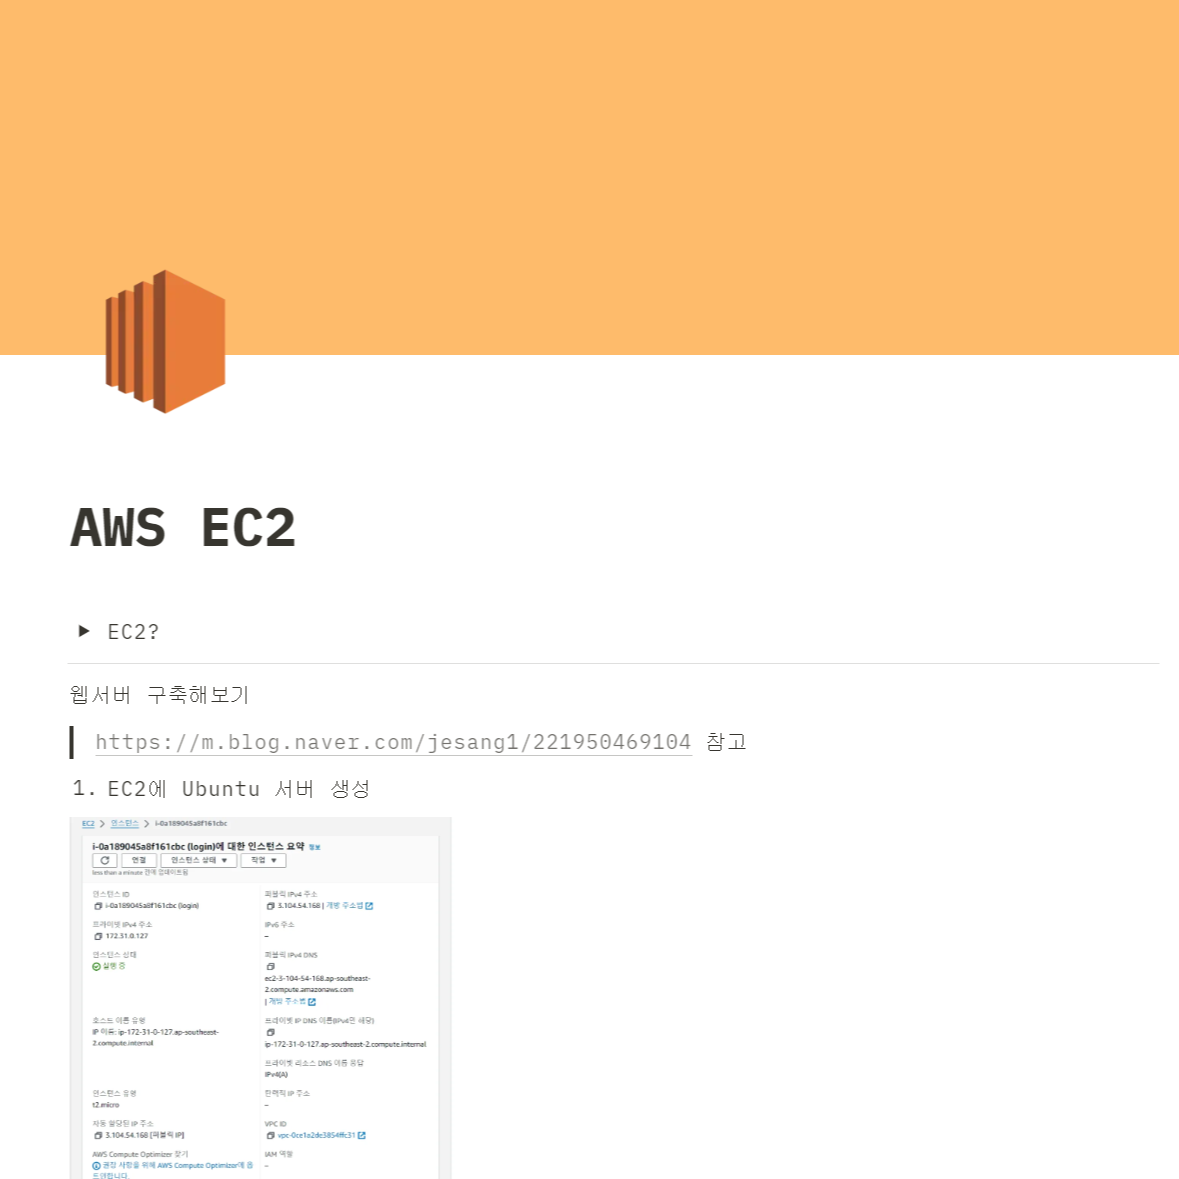 AWS EC2
EC2?
웹서버 구축해보기
https://m.blog.naver.com/jesang1/221950469104 참고
1. EC2에 Ubuntu 서버 생성
EC2 > 인스턴스 > i-0a189045a8f161cbc
i-0a189045a8f161cbc (login)에 대한 인스턴스 요약 정보
연결 인스턴스 상태 ▼ 작업 ▼
less than a minute 전에 업데이트됨
인스턴스 ID
i-0a189045a8f161cbc (login)
퍼블릭 IPv4 주소
3.104.54.168 | 개방 주소법
프라이빗 IPv4 주소
172.31.0.127
IPv6 주소
–
인스턴스 상태
실행 중
퍼블릭 IPv4 DNS
ec2-3-104-54-168.ap-southeast-
2.compute.amazonaws.com
| 개방 주소법
호스트 이름 유형
IP 이름: ip-172-31-0-127.ap-southeast-
2.compute.internal
프라이빗 IP DNS 이름(IPv4만 해당)
ip-172-31-0-127.ap-southeast-2.compute.internal
프라이빗 리소스 DNS 이름 응답
IPv4(A)
인스턴스 유형
t2.micro
탄력적 IP 주소
–
자동 할당된 IP 주소
3.104.54.168 [퍼블릭 IP]
VPC ID
vpc-0ce1a2de3854ffc31
AWS Compute Optimizer 찾기
권장 사항을 위해 AWS Compute Optimizer에 옵
트인합니다.
IAM 역할
–